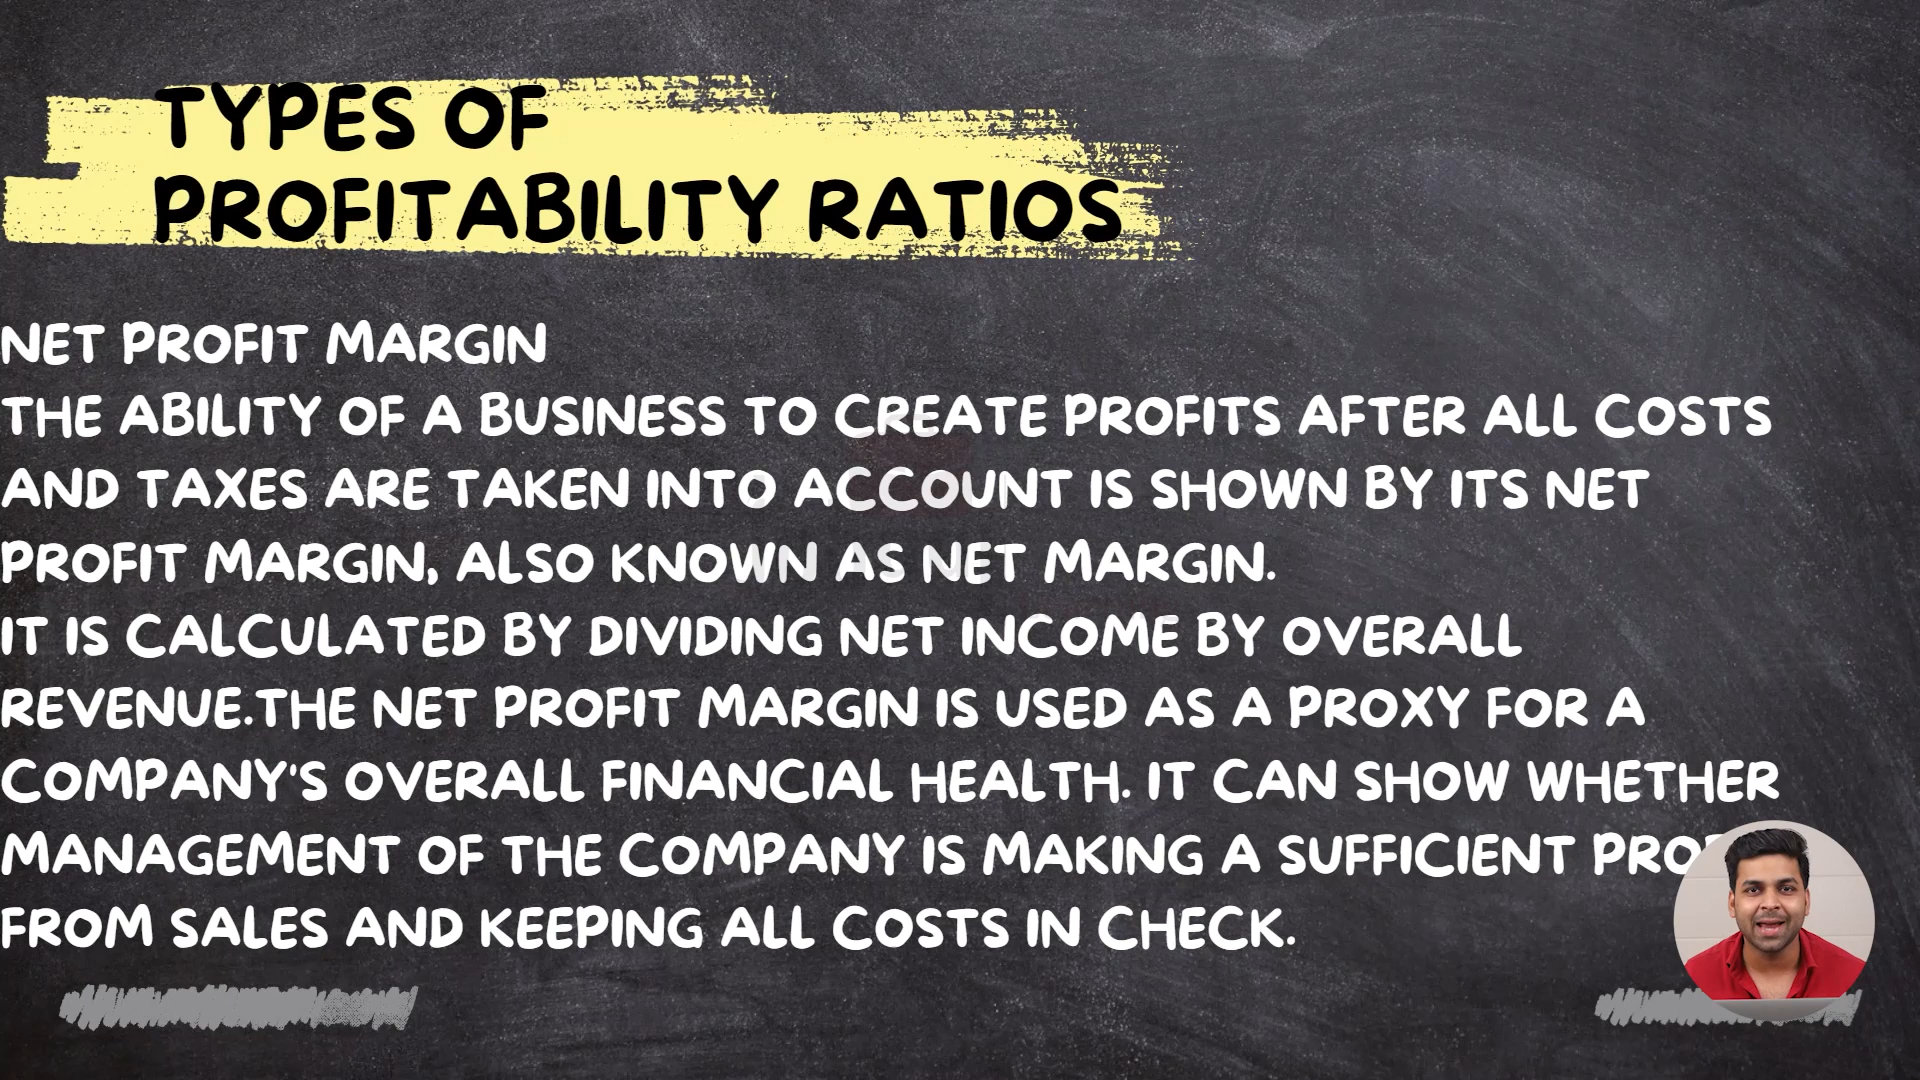 TYPES OF
PROFITABILITY RATIOS
NET PROFIT MARGIN
THE ABILITY OF A BUSINESS TO CREATE PROFITS AFTER ALL COSTS
AND TAXES ARE TAKEN INTO ACCOUNT IS SHOWN BY ITS NET
PROFIT MARGIN, ALSO KNOWN AS NET MARGIN.
IT IS CALCULATED BY DIVIDING NET INCOME BY OVERALL
REVENUE.THE NET PROFIT MARGIN IS USED AS A PROXY FOR A
COMPANY'S OVERALL FINANCIAL HEALTH. IT CAN SHOW WHETHER
MANAGEMENT OF THE COMPANY IS MAKING A SUFFICIENT
FROM SALES AND KEEPING ALL COSTS IN CHECK.